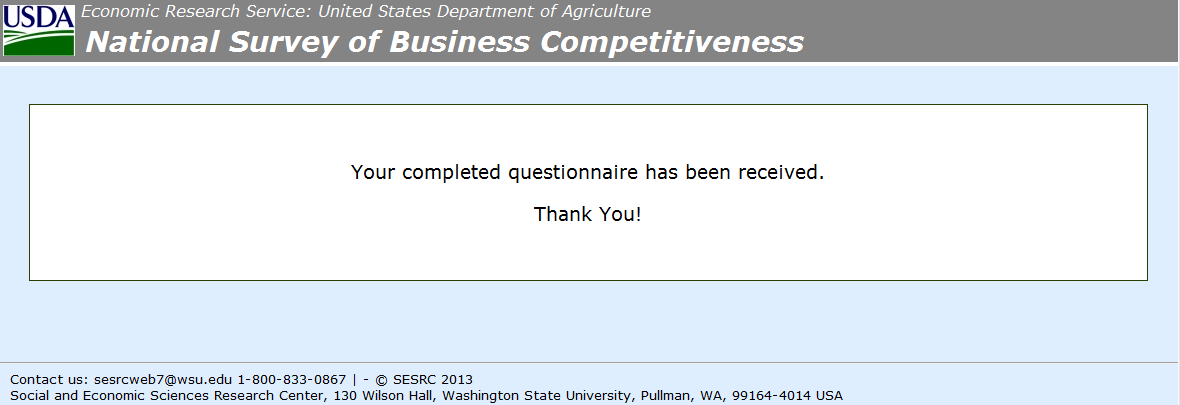 USDA
Economic Research Service: United States Department of Agriculture
National Survey of Business Competitiveness
Your completed questionnaire has been received.
Thank You!
Contact us: sesrcweb7@wsu.edu 1-800-833-0867 | - © SESRC 2013
Social and Economic Sciences Research Center, 130 Wilson Hall, Washington State University, Pullman, WA, 99164-4014 USA